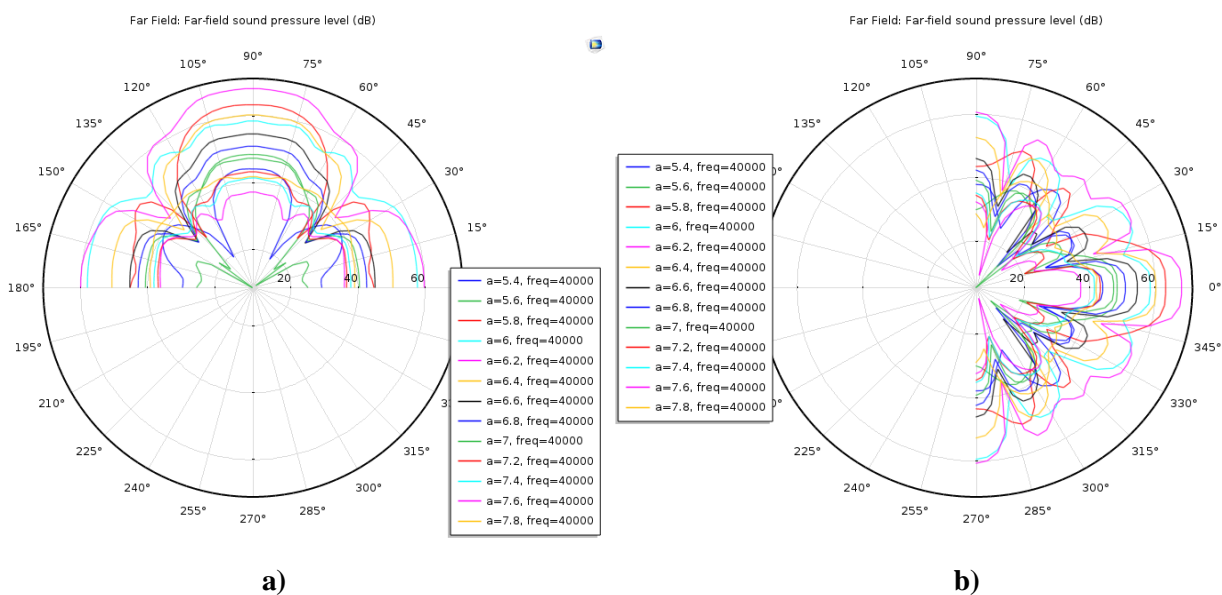 Far Field: Far-field sound pressure level (dB)
90°
105°
75°
120°
60°
135°
45°
150°
30°
165°
15°
180°
20
40
60
195°
210°
225°
315°
240°
300°
255°
285°
270°
a=5.4, freq=40000
a=5.6, freq=40000
a=5.8, freq=40000
a=6, freq=40000
a=6.2, freq=40000
a=6.4, freq=40000
a=6.6, freq=40000
a=6.8, freq=40000
a=7, freq=40000
a=7.2, freq=40000
a=7.4, freq=40000
a=7.6, freq=40000
a=7.8, freq=40000
a)
Far Field: Far-field sound pressure level (dB)
90°
105°
75°
120°
60°
135°
45°
30°
15°
20
40
60
0°
345°
330°
225°
315°
240°
300°
255°
285°
270°
a=5.4, freq=40000
a=5.6, freq=40000
a=5.8, freq=40000
a=6, freq=40000
a=6.2, freq=40000
a=6.4, freq=40000
a=6.6, freq=40000
a=6.8, freq=40000
a=7, freq=40000
a=7.2, freq=40000
a=7.4, freq=40000
a=7.6, freq=40000
a=7.8, freq=40000
b)